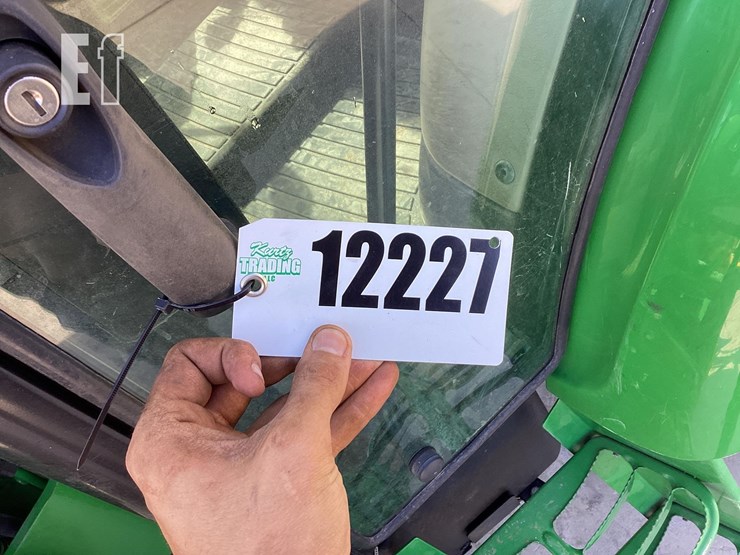 Ef
Kurtz
TRADING
LLC
12227